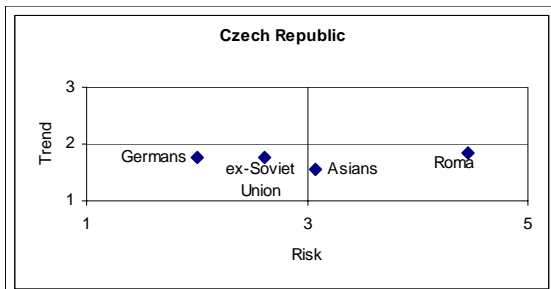 Czech Republic
3
Trend
2
Germans
ex-Soviet
Union
Asians
Roma
1
1
3
5
Risk